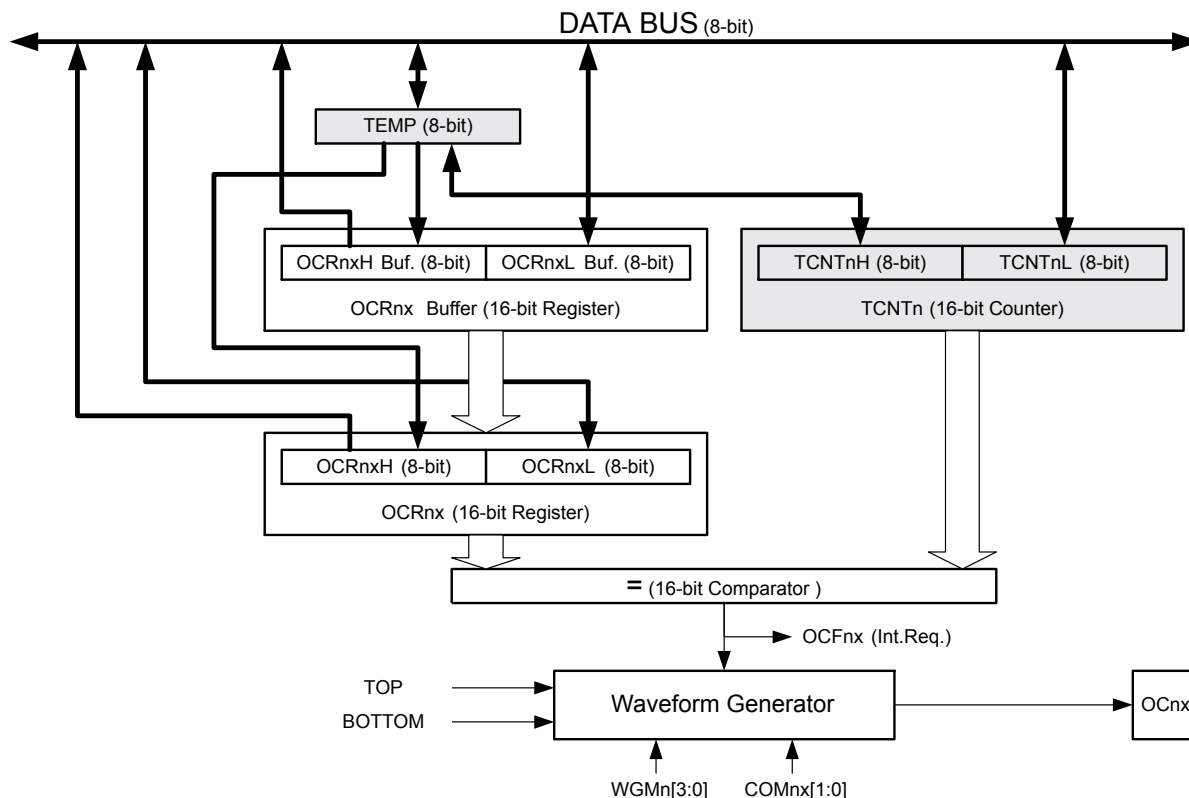 DATA BUS (8-bit)
TEMP (8-bit)
OCRnxH Buf. (8-bit)
OCRnxL Buf. (8-bit)
OCRnx Buffer (16-bit Register)
TCNTnH (8-bit)
TCNTnL (8-bit)
TCNTn (16-bit Counter)
OCRnxH (8-bit)
OCRnxL (8-bit)
OCRnx (16-bit Register)
= (16-bit Comparator )
OCFnx (Int.Req.)
TOP
BOTTOM
Waveform Generator
OCnx
WGMn[3:0]
COMnx[1:0]